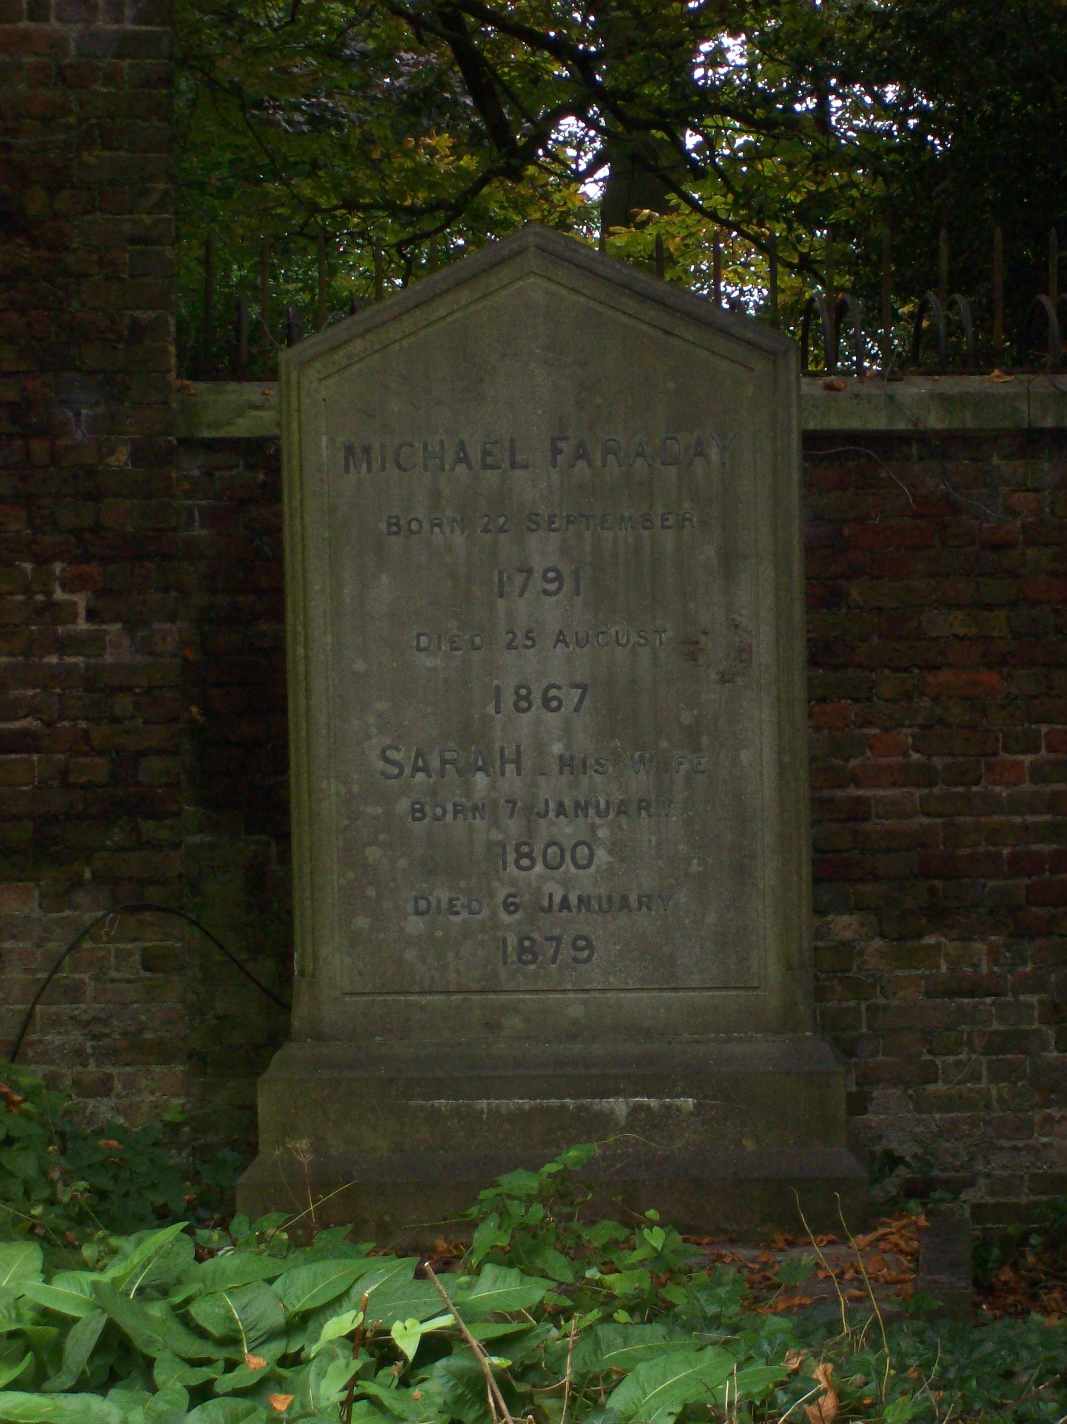 MICHAEL FARADAY
BORN 22 SEPTEMBER
1791
DIED 25 AUGUST
1867
SARAH HIS WIFE
BORN 7 JANUARY
1800
DIED 6 JANUARY
1879